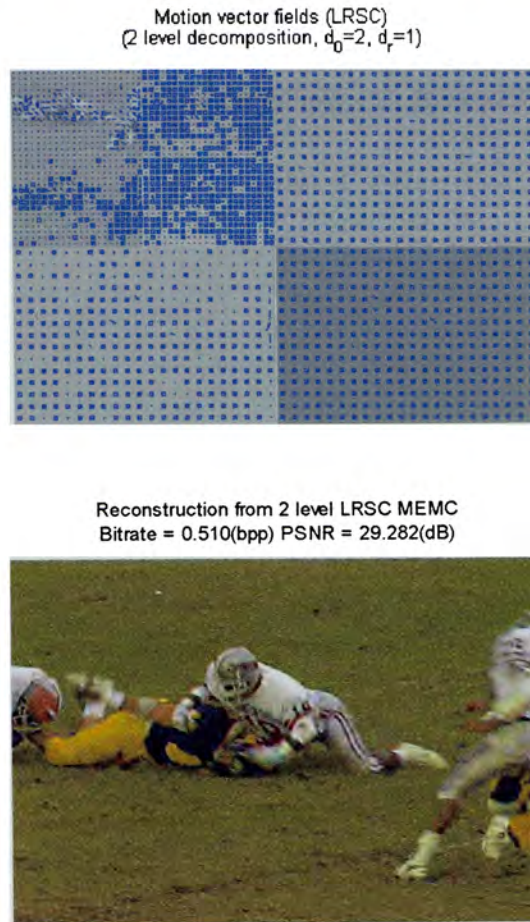 Motion vector fields (LRSC)
(2 level decomposition, d₀=2, dᵣ=1)
Reconstruction from 2 level LRSC MEMC
Bitrate = 0.510(bpp) PSNR = 29.282(dB)